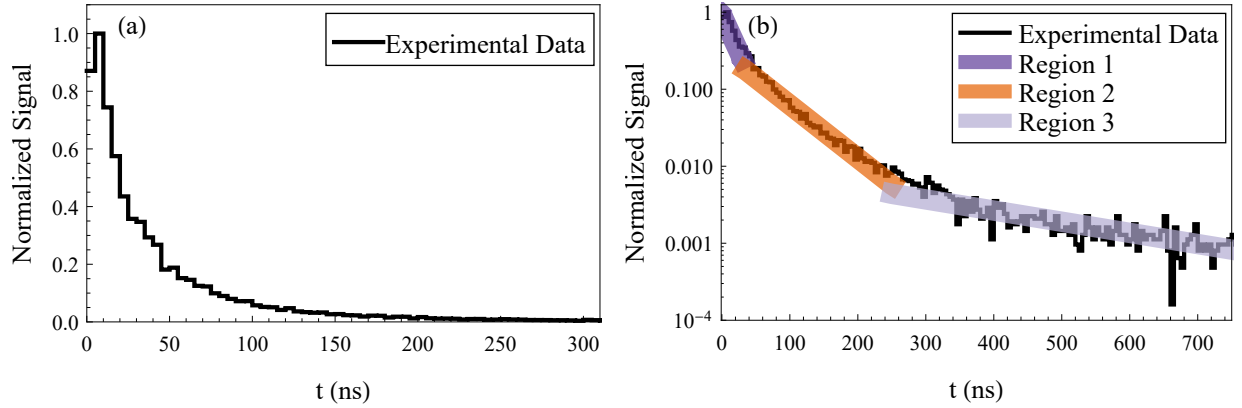 (a)
Experimental Data
1.0
0.8
0.6
0.4
0.2
0.0
Normalized Signal
0 50 100 150 200 250 300
t (ns)
(b)
Experimental Data
Region 1
Region 2
Region 3
1
0.100
0.010
0.001
10⁻⁴
Normalized Signal
0 100 200 300 400 500 600 700
t (ns)